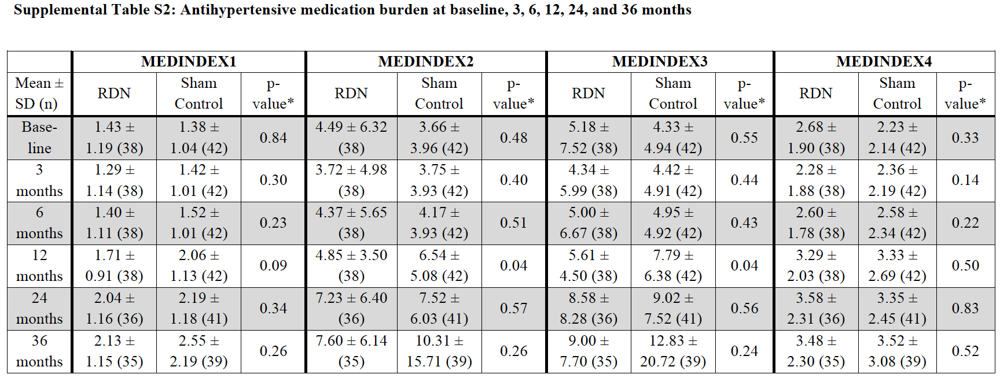 Supplemental Table S2: Antihypertensive medication burden at baseline, 3, 6, 12, 24, and 36 months
MEDINDEX1 MEDINDEX2 MEDINDEX3 MEDINDEX4
Mean ± SD (n) RDN Sham Control p-value* RDN Sham Control p-value* RDN Sham Control p-value* RDN Sham Control p-value*
Base-line 1.43 ± 1.19 (38) 1.38 ± 1.04 (42) 0.84 4.49 ± 6.32 (38) 3.66 ± 3.96 (42) 0.48 5.18 ± 7.52 (38) 4.33 ± 4.94 (42) 0.55 2.68 ± 1.90 (38) 2.23 ± 2.14 (42) 0.33
3 months 1.29 ± 1.14 (38) 1.42 ± 1.01 (42) 0.30 3.72 ± 4.98 (38) 3.75 ± 3.93 (42) 0.40 4.34 ± 5.99 (38) 4.42 ± 4.91 (42) 0.44 2.28 ± 1.88 (38) 2.36 ± 2.19 (42) 0.14
6 months 1.40 ± 1.11 (38) 1.52 ± 1.01 (42) 0.23 4.37 ± 5.65 (38) 4.17 ± 3.93 (42) 0.51 5.00 ± 6.67 (38) 4.95 ± 4.92 (42) 0.43 2.60 ± 1.78 (38) 2.58 ± 2.34 (42) 0.22
12 months 1.71 ± 0.91 (38) 2.06 ± 1.13 (42) 0.09 4.85 ± 3.50 (38) 6.54 ± 5.08 (42) 0.04 5.61 ± 4.50 (38) 7.79 ± 6.38 (42) 0.04 3.29 ± 2.03 (38) 3.33 ± 2.69 (42) 0.50
24 months 2.04 ± 1.16 (36) 2.19 ± 1.18 (41) 0.34 7.23 ± 6.40 (36) 7.52 ± 6.03 (41) 0.57 8.58 ± 8.28 (36) 9.02 ± 7.52 (41) 0.56 3.58 ± 2.31 (36) 3.35 ± 2.45 (41) 0.83
36 months 2.13 ± 1.15 (35) 2.55 ± 2.19 (39) 0.26 7.60 ± 6.14 (35) 10.31 ± 15.71 (39) 0.26 9.00 ± 7.70 (35) 12.83 ± 20.72 (39) 0.24 3.48 ± 2.30 (35) 3.52 ± 3.08 (39) 0.52